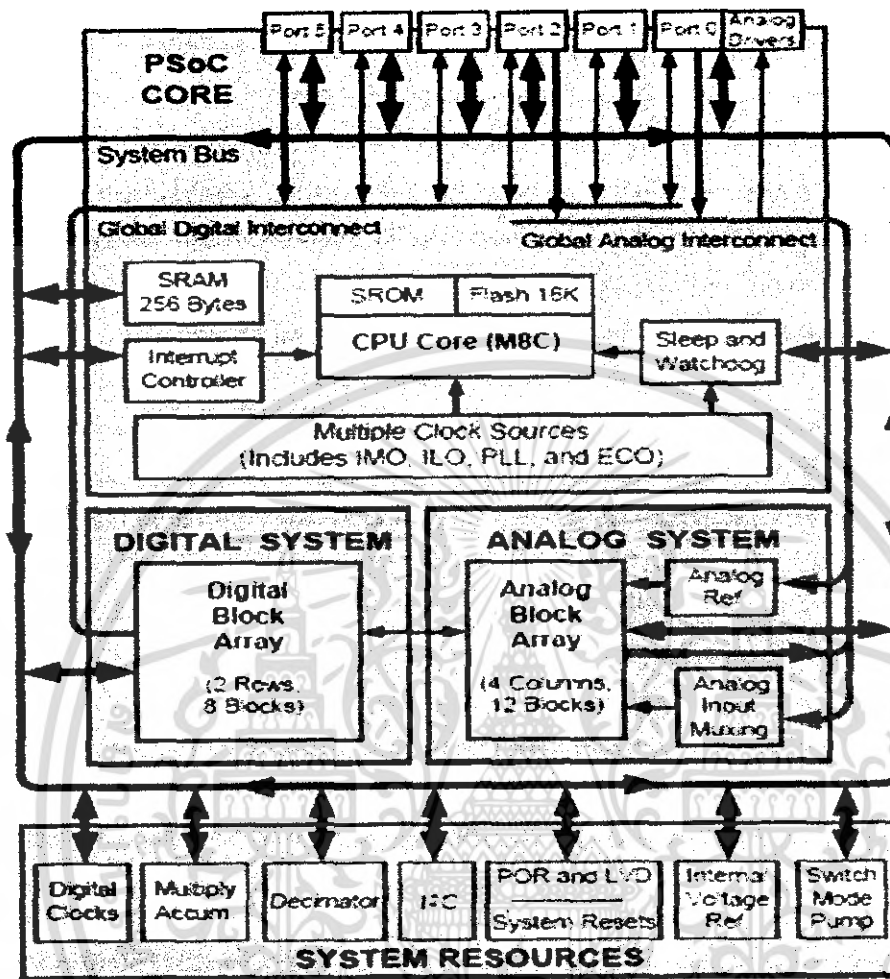 Port 5
Port 4
Port 3
Port 2
Port 1
Port 0
Analog
Drivers
PSoC
CORE
System Bus
Global Digital Interconnect
Global Analog Interconnect
SRAM
256 Bytes
SROM
Flash 16K
CPU Core (M8C)
Interrupt
Controller
Sleep and
Watchdog
Multiple Clock Sources
(Includes IMO, ILO, PLL, and ECO)
DIGITAL SYSTEM
ANALOG SYSTEM
Digital
Block
Array
(2 Rows,
8 Blocks)
Analog
Block
Array
(4 Columns,
12 Blocks)
Analog
Ref
Analog
Input
Muxing
Digital
Clocks
Multiply
Accum
Decimator
I²C
POR and LVD
System Resets
Internal
Voltage
Ref
Switch
Mode
Pump
SYSTEM RESOURCES